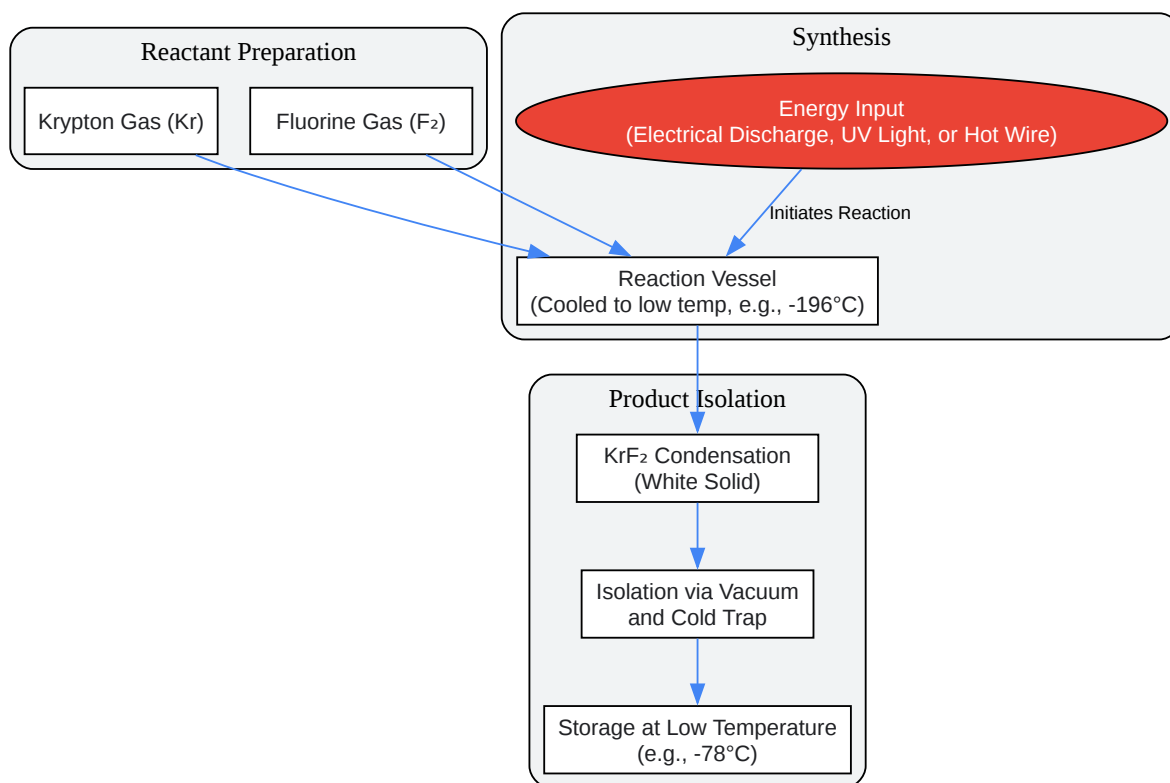 Reactant Preparation
Krypton Gas (Kr)
Fluorine Gas (F₂)
Synthesis
Energy Input
(Electrical Discharge, UV Light, or Hot Wire)
Initiates Reaction
Reaction Vessel
(Cooled to low temp, e.g., -196°C)
Product Isolation
KrF₂ Condensation
(White Solid)
Isolation via Vacuum
and Cold Trap
Storage at Low Temperature
(e.g., -78°C)